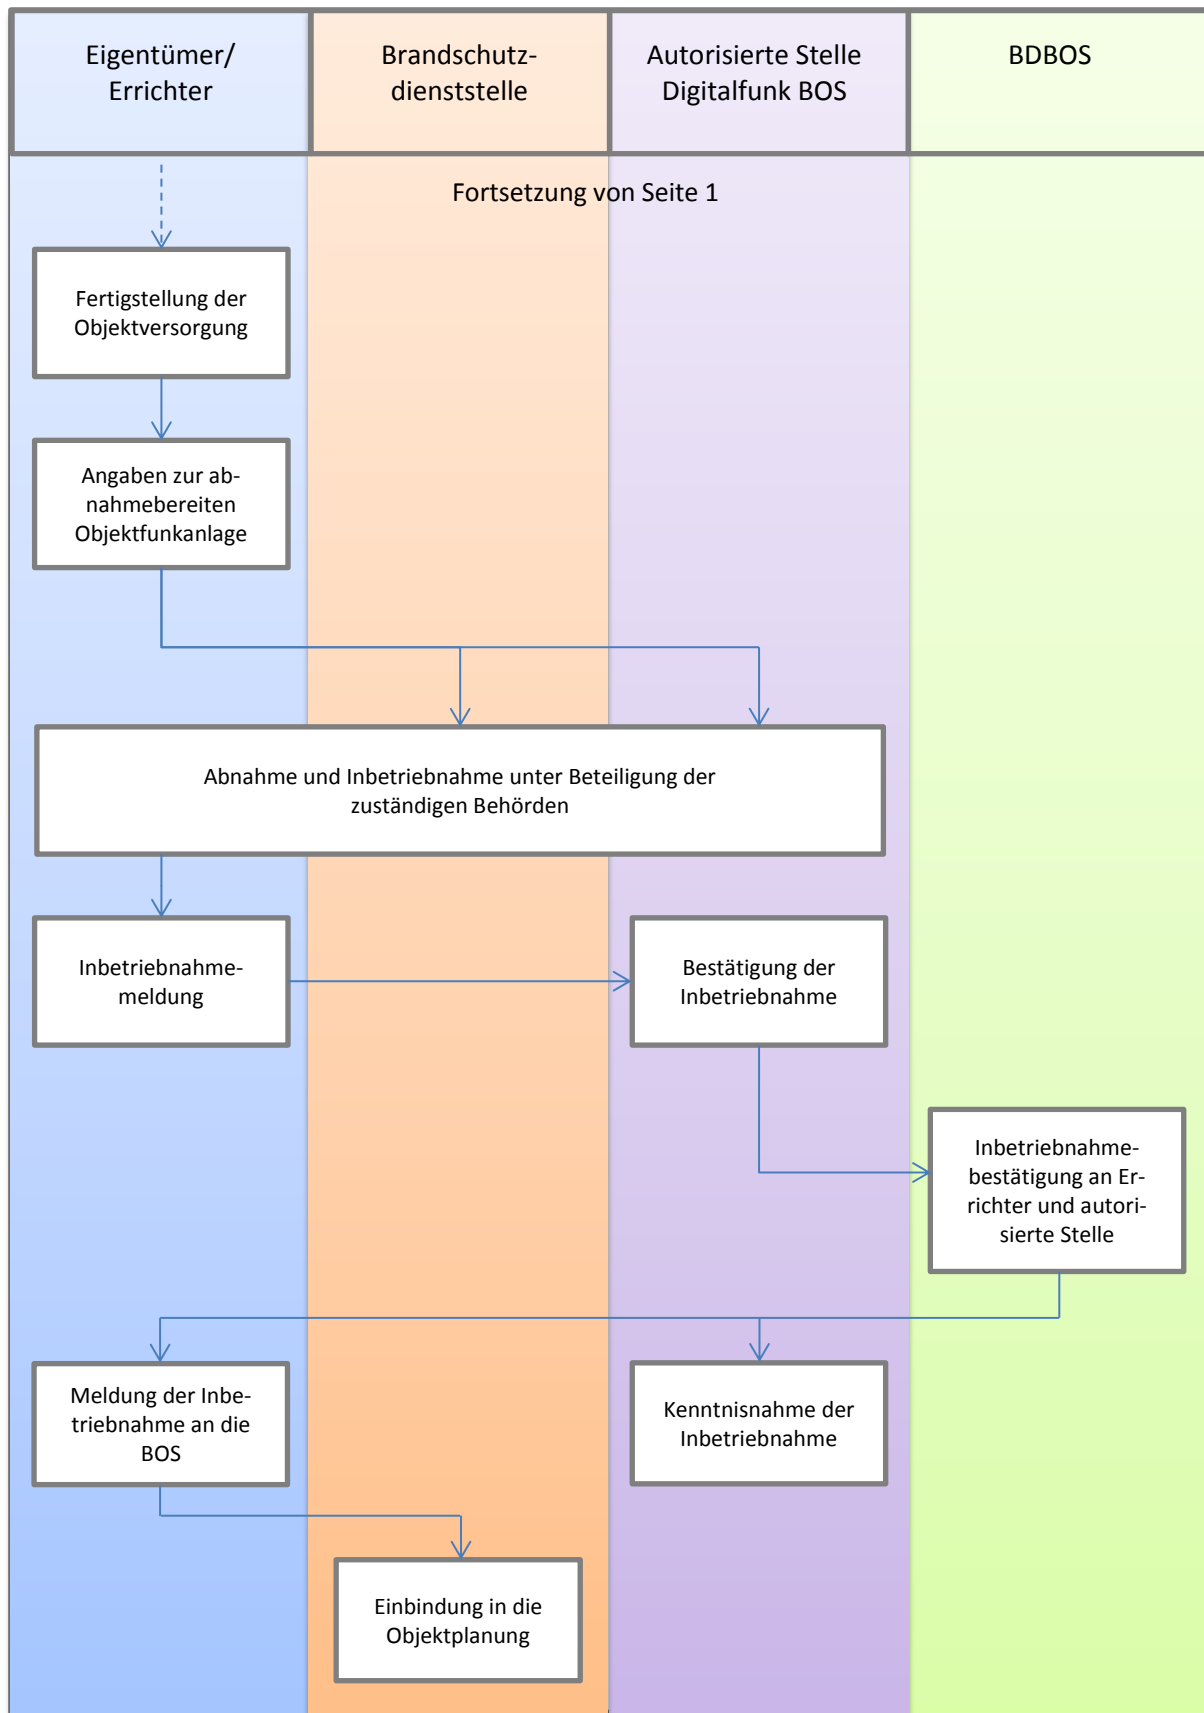 Eigentümer/
Errichter
Brandschutz-
dienststelle
Autorisierte Stelle
Digitalfunk BOS
BDBOS
Fortsetzung von Seite 1
Fertigstellung der
Objektversorgung
Angaben zur ab-
nahmebereiten
Objektfunkanlage
Abnahme und Inbetriebnahme unter Beteiligung der
zuständigen Behörden
Inbetriebnahme-
meldung
Bestätigung der
Inbetriebnahme
Inbetriebnahme-
bestätigung an Er-
richter und autori-
sierte Stelle
Meldung der Inbe-
triebnahme an die
BOS
Kenntnisnahme der
Inbetriebnahme
Einbindung in die
Objektplanung